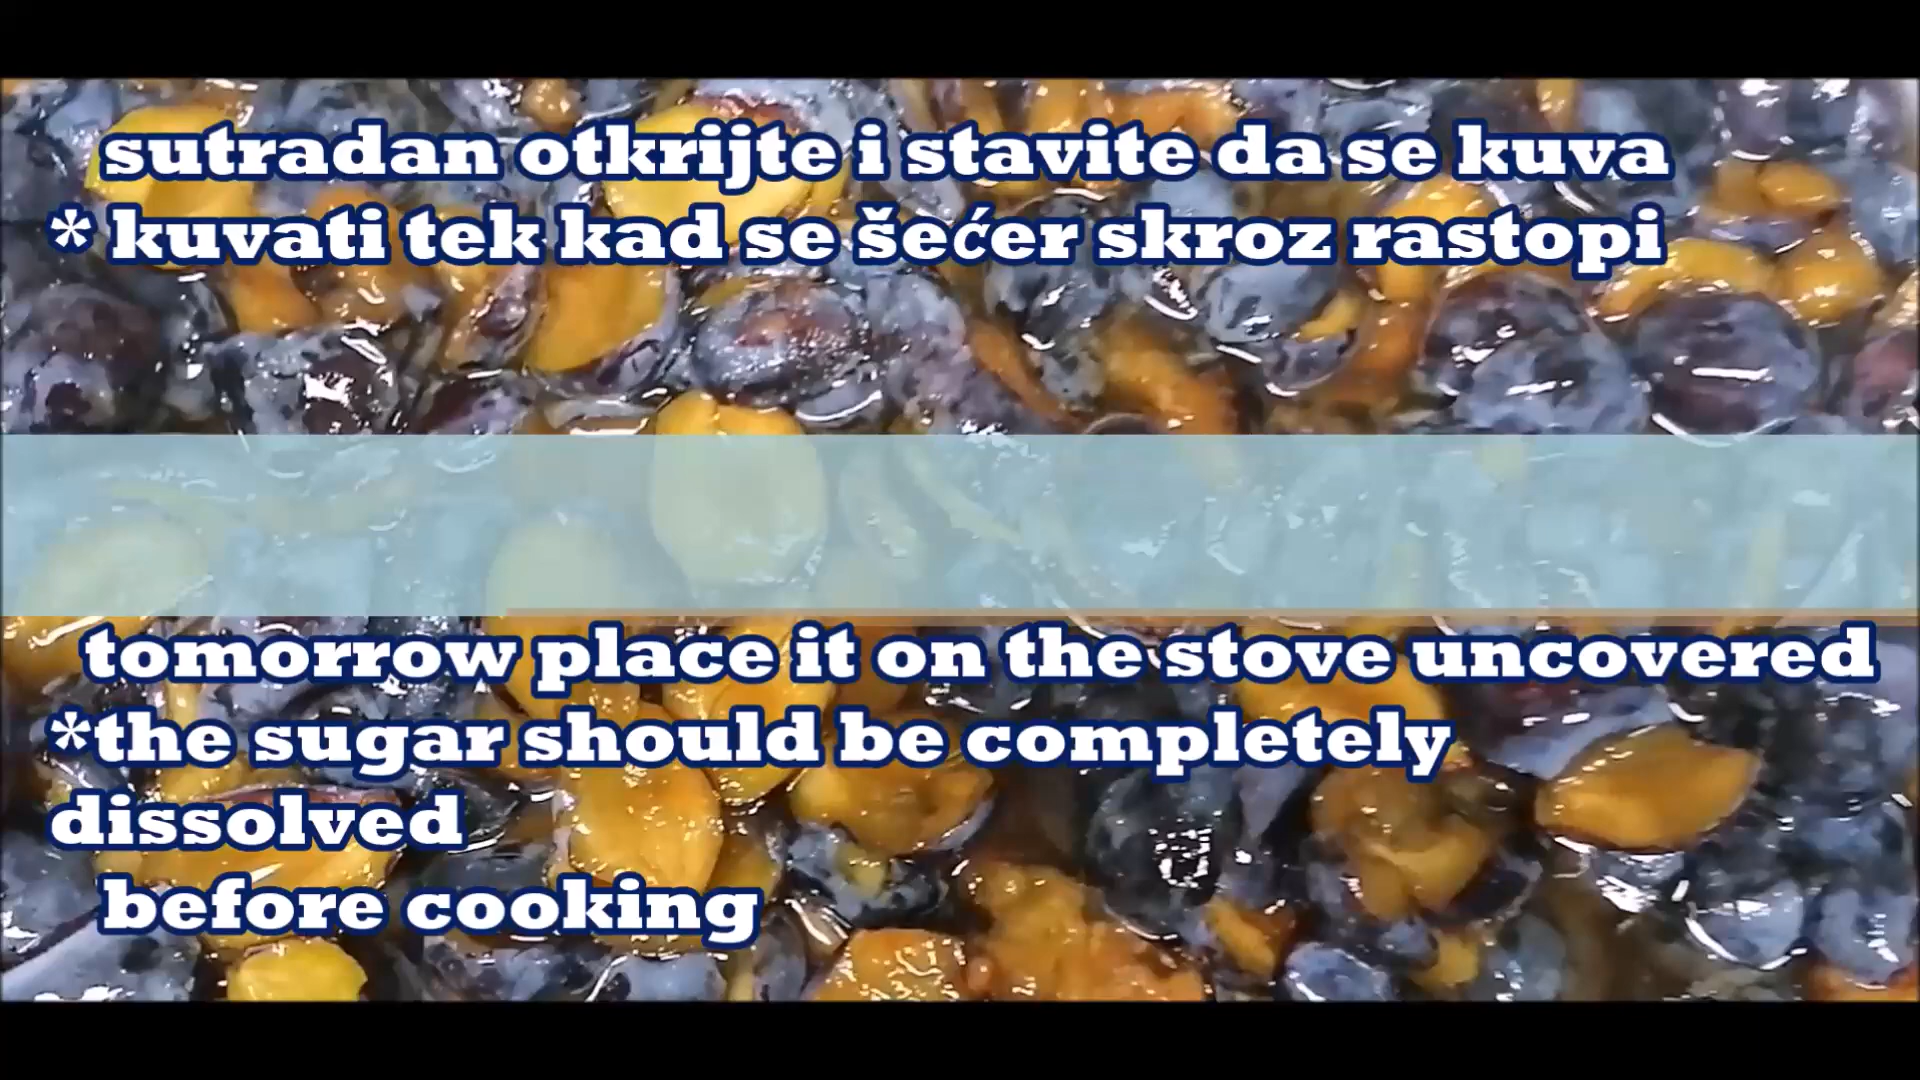 sutradan otkrijte i stavite da se kuva
* kuvati tek kad se šećer skroz rastopi
tomorrow place it on the stove uncovered
*the sugar should be completely
dissolved
before cooking